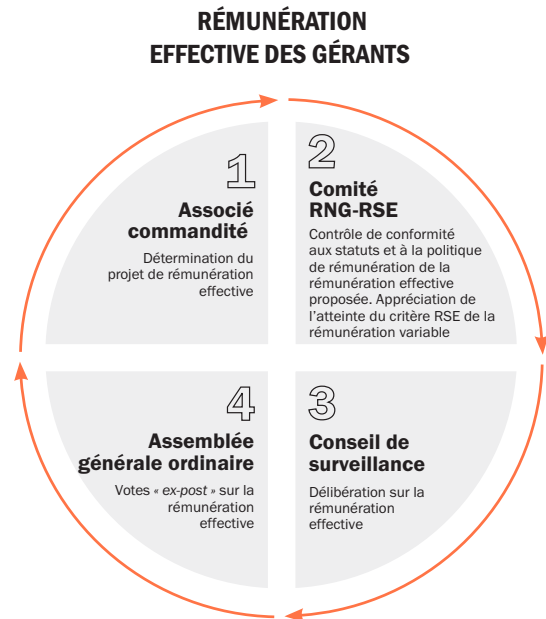 RÉMUNÉRATION
EFFECTIVE DES GÉRANTS
1
Associé
commandité
Détermination du
projet de rémunération
effective
2
Comité
RNG-RSE
Contrôle de conformité
aux statuts et à la politique
de rémunération de la
rémunération effective
proposée. Appréciation de
l'atteinte du critère RSE de la
rémunération variable
3
Conseil de
surveillance
Délibération sur la
rémunération
effective
4
Assemblée
générale ordinaire
Votes « ex-post » sur la
rémunération
effective